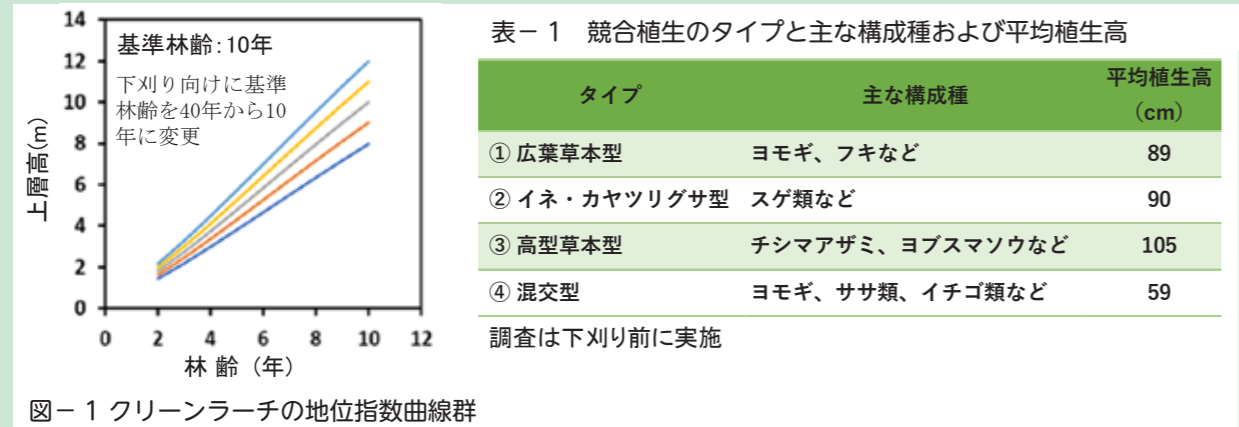 14
12
10
8
6
4
2
0
基準林齢:10年
下刈り向けに基準
林齢を40年から10
年に変更
上層高(m)
0 2 4 6 8 10 12
林 齢（年）
図－１ クリーンラーチの地位指数曲線群
表－１ 競合植生のタイプと主な構成種および平均植生高
タイプ 主な構成種 平均植生高
（cm）
① 広葉草本型 ヨモギ、フキなど 89
② イネ・カヤツリグサ型 スゲ類など 90
③ 高型草本型 チシマアザミ、ヨブスマソウなど 105
④ 混交型 ヨモギ、ササ類、イチゴ類など 59
調査は下刈り前に実施